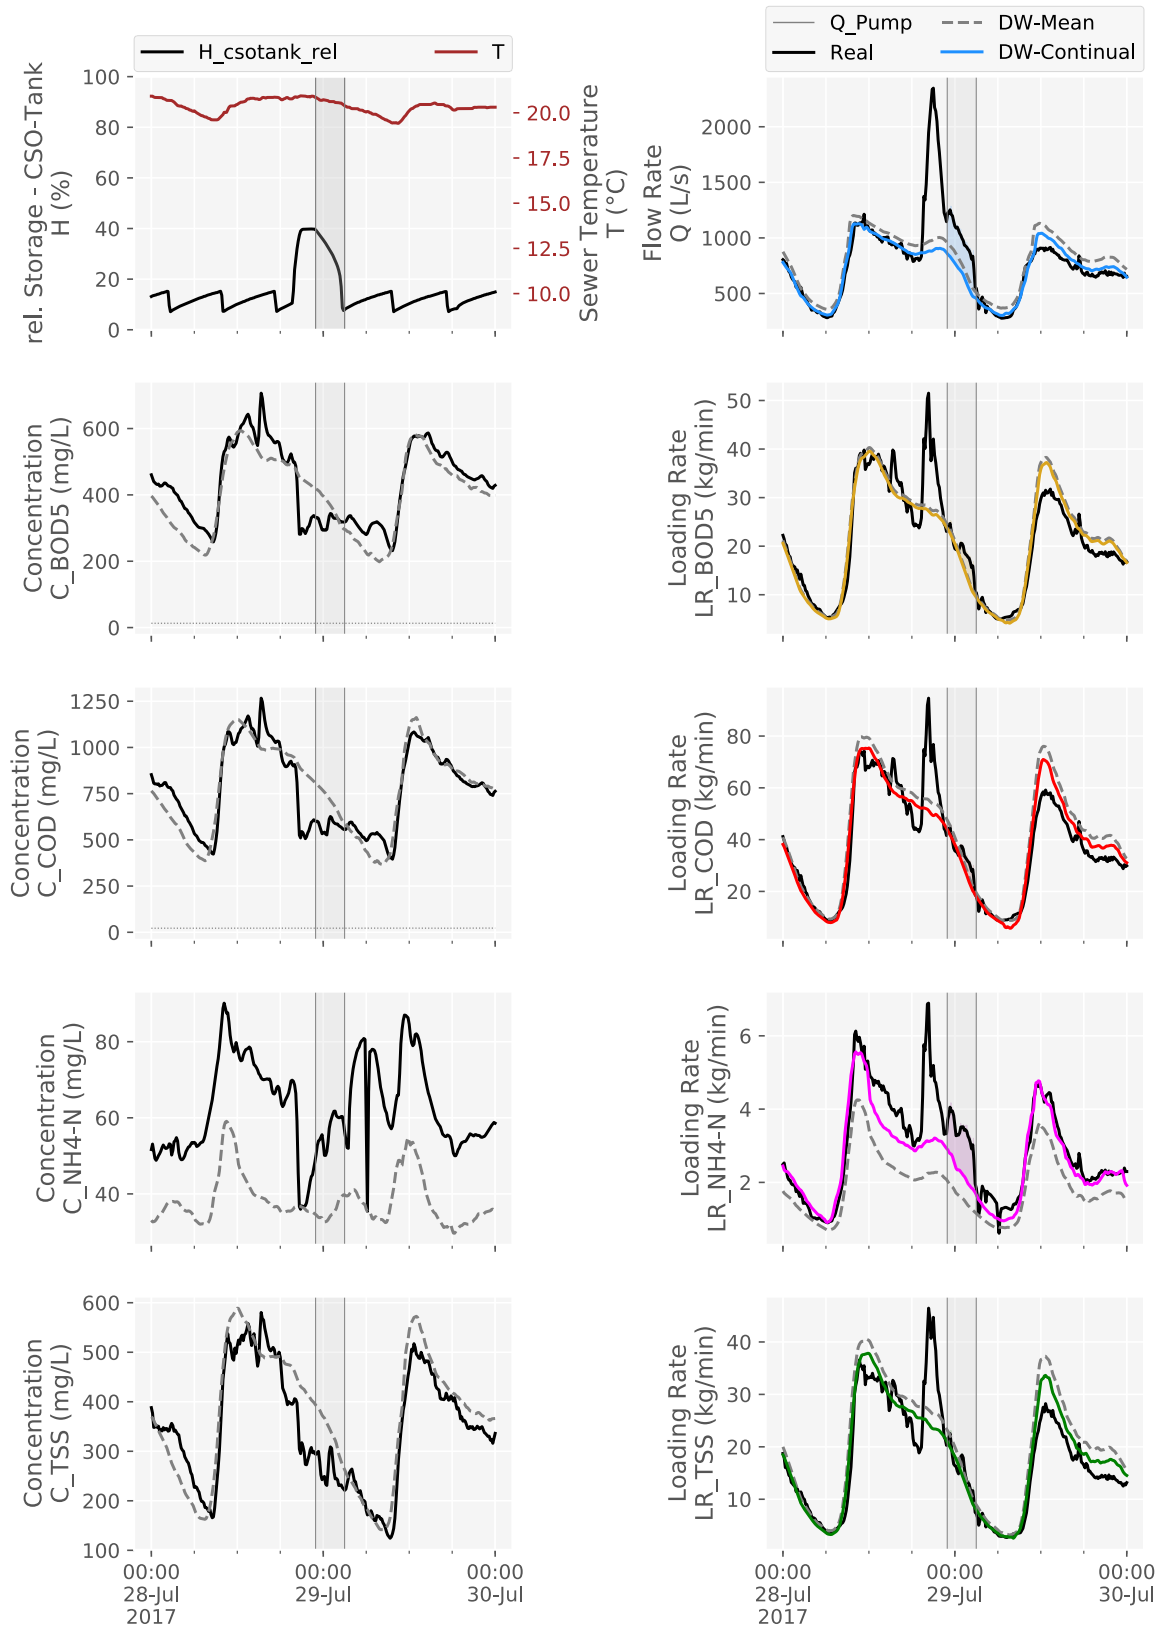 H_csotank_rel
T
Q_Pump
Real
DW-Mean
DW-Continual
rel. Storage - CSO-Tank
H (%)
100
80
60
40
20
0
20.0
17.5
15.0
12.5
10.0
Sewer Temperature
T (°C)
Flow Rate
Q (L/s)
2000
1500
1000
500
Concentration
C_BOD5 (mg/L)
600
400
200
0
Loading Rate
LR_BOD5 (kg/min)
50
40
30
20
10
Concentration
C_COD (mg/L)
1250
1000
750
500
250
0
Loading Rate
LR_COD (kg/min)
80
60
40
20
Concentration
C_NH4-N (mg/L)
80
60
40
Loading Rate
LR_NH4-N (kg/min)
6
4
2
Concentration
C_TSS (mg/L)
600
500
400
300
200
100
00:00
28-Jul
2017
00:00
29-Jul
00:00
30-Jul
Loading Rate
LR_TSS (kg/min)
40
30
20
10
00:00
28-Jul
2017
00:00
29-Jul
00:00
30-Jul